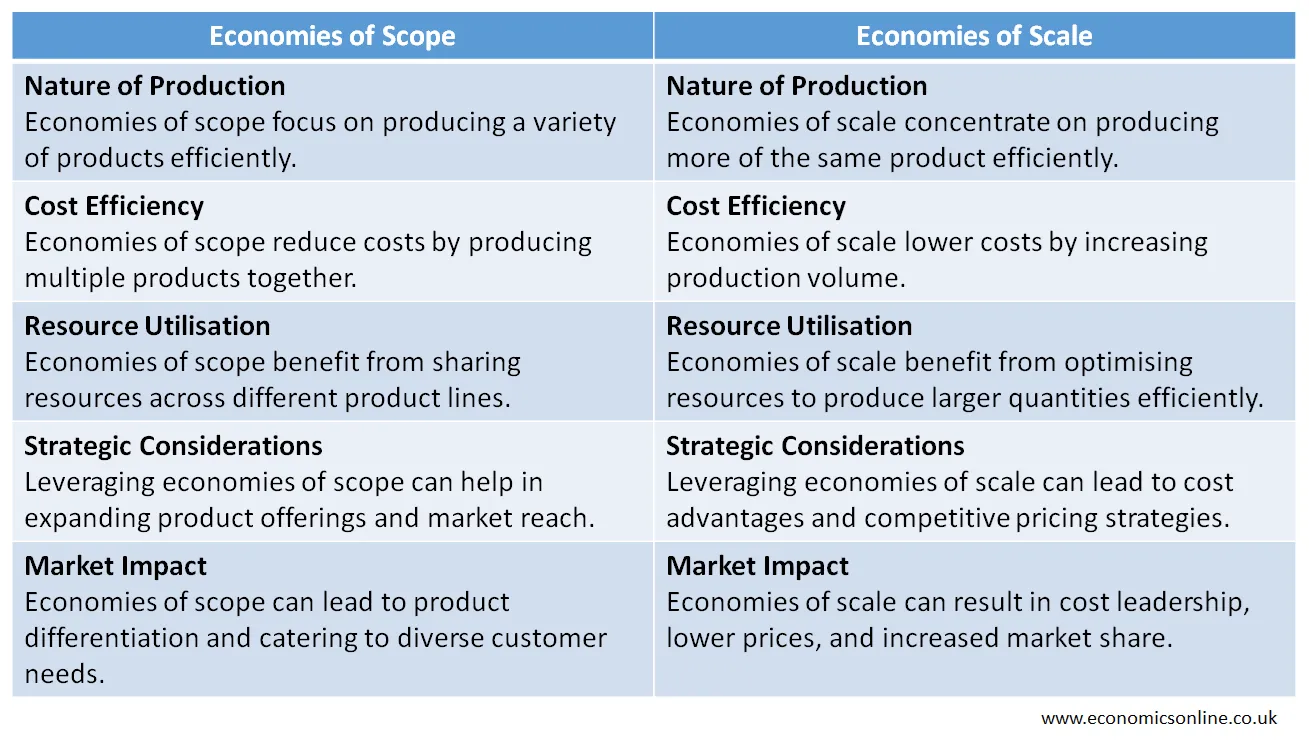 Economies of Scope
Economies of Scale
Nature of Production
Economies of scope focus on producing a variety
of products efficiently.
Nature of Production
Economies of scale concentrate on producing
more of the same product efficiently.
Cost Efficiency
Economies of scope reduce costs by producing
multiple products together.
Cost Efficiency
Economies of scale lower costs by increasing
production volume.
Resource Utilisation
Economies of scope benefit from sharing
resources across different product lines.
Resource Utilisation
Economies of scale benefit from optimising
resources to produce larger quantities efficiently.
Strategic Considerations
Leveraging economies of scope can help in
expanding product offerings and market reach.
Strategic Considerations
Leveraging economies of scale can lead to cost
advantages and competitive pricing strategies.
Market Impact
Economies of scope can lead to product
differentiation and catering to diverse customer
needs.
Market Impact
Economies of scale can result in cost leadership,
lower prices, and increased market share.
www.economicsonline.co.uk